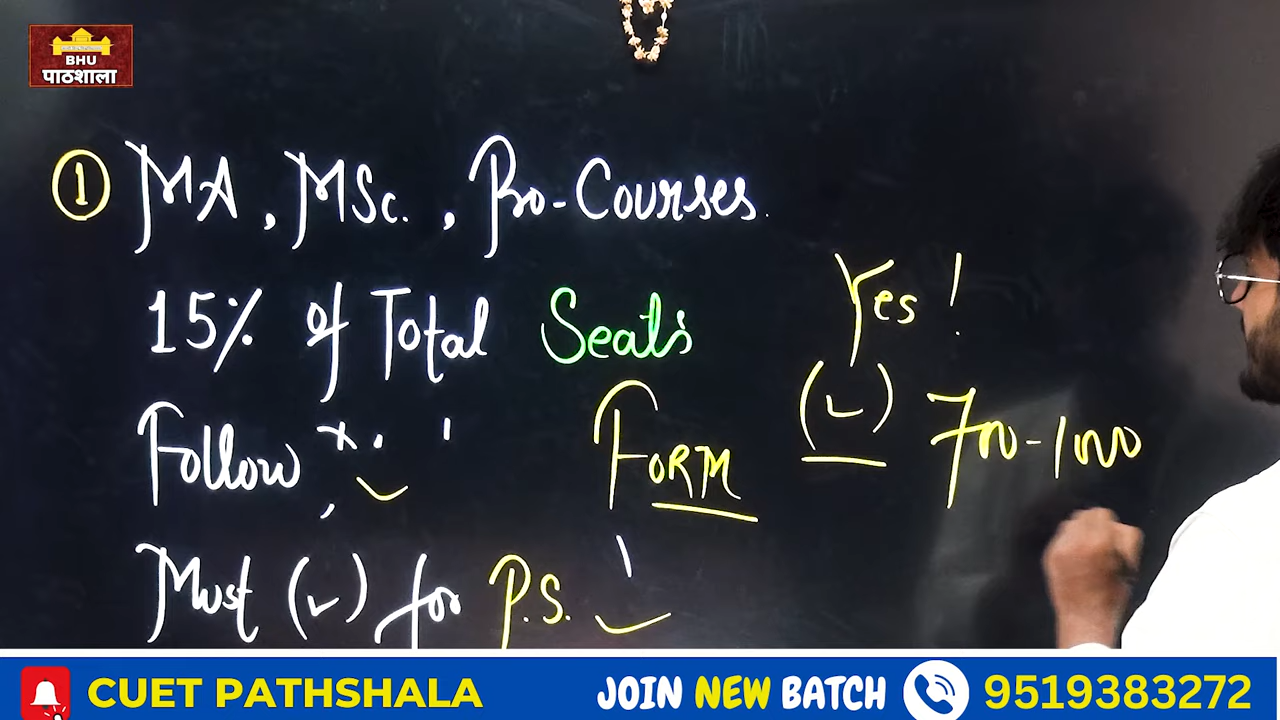 BHU
पाठशाला
① MA, MSc., Pro-Courses.
15% of Total Seats
Yes!
Follow
FORM
(✓) 700-1000
Must (✓) for P.S.
CUET PATHSHALA
JOIN NEW BATCH
9519383272